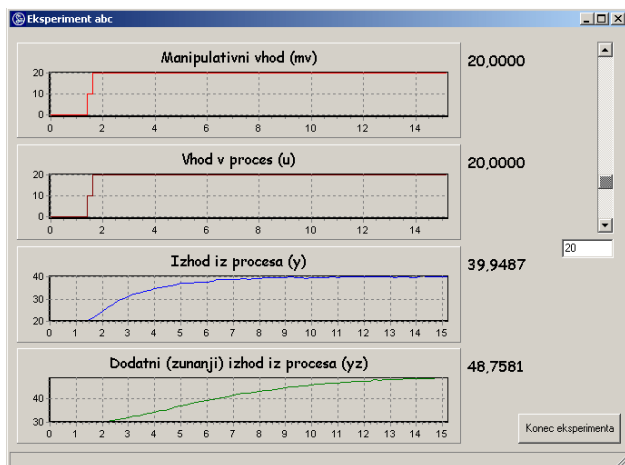 Eksperiment abc
Manipulativni vhod (mv)
20,0000
20
10
0
0 2 4 6 8 10 12 14
Vhod v proces (u)
20,0000
20
10
0
0 2 4 6 8 10 12 14
20
Izhod iz procesa (y)
39,9487
40
30
20
0 1 2 3 4 5 6 7 8 9 10 11 12 13 14 15
Dodatni (zunanji) izhod iz procesa (yz)
48,7581
40
30
0 1 2 3 4 5 6 7 8 9 10 11 12 13 14 15
Konec eksperimenta